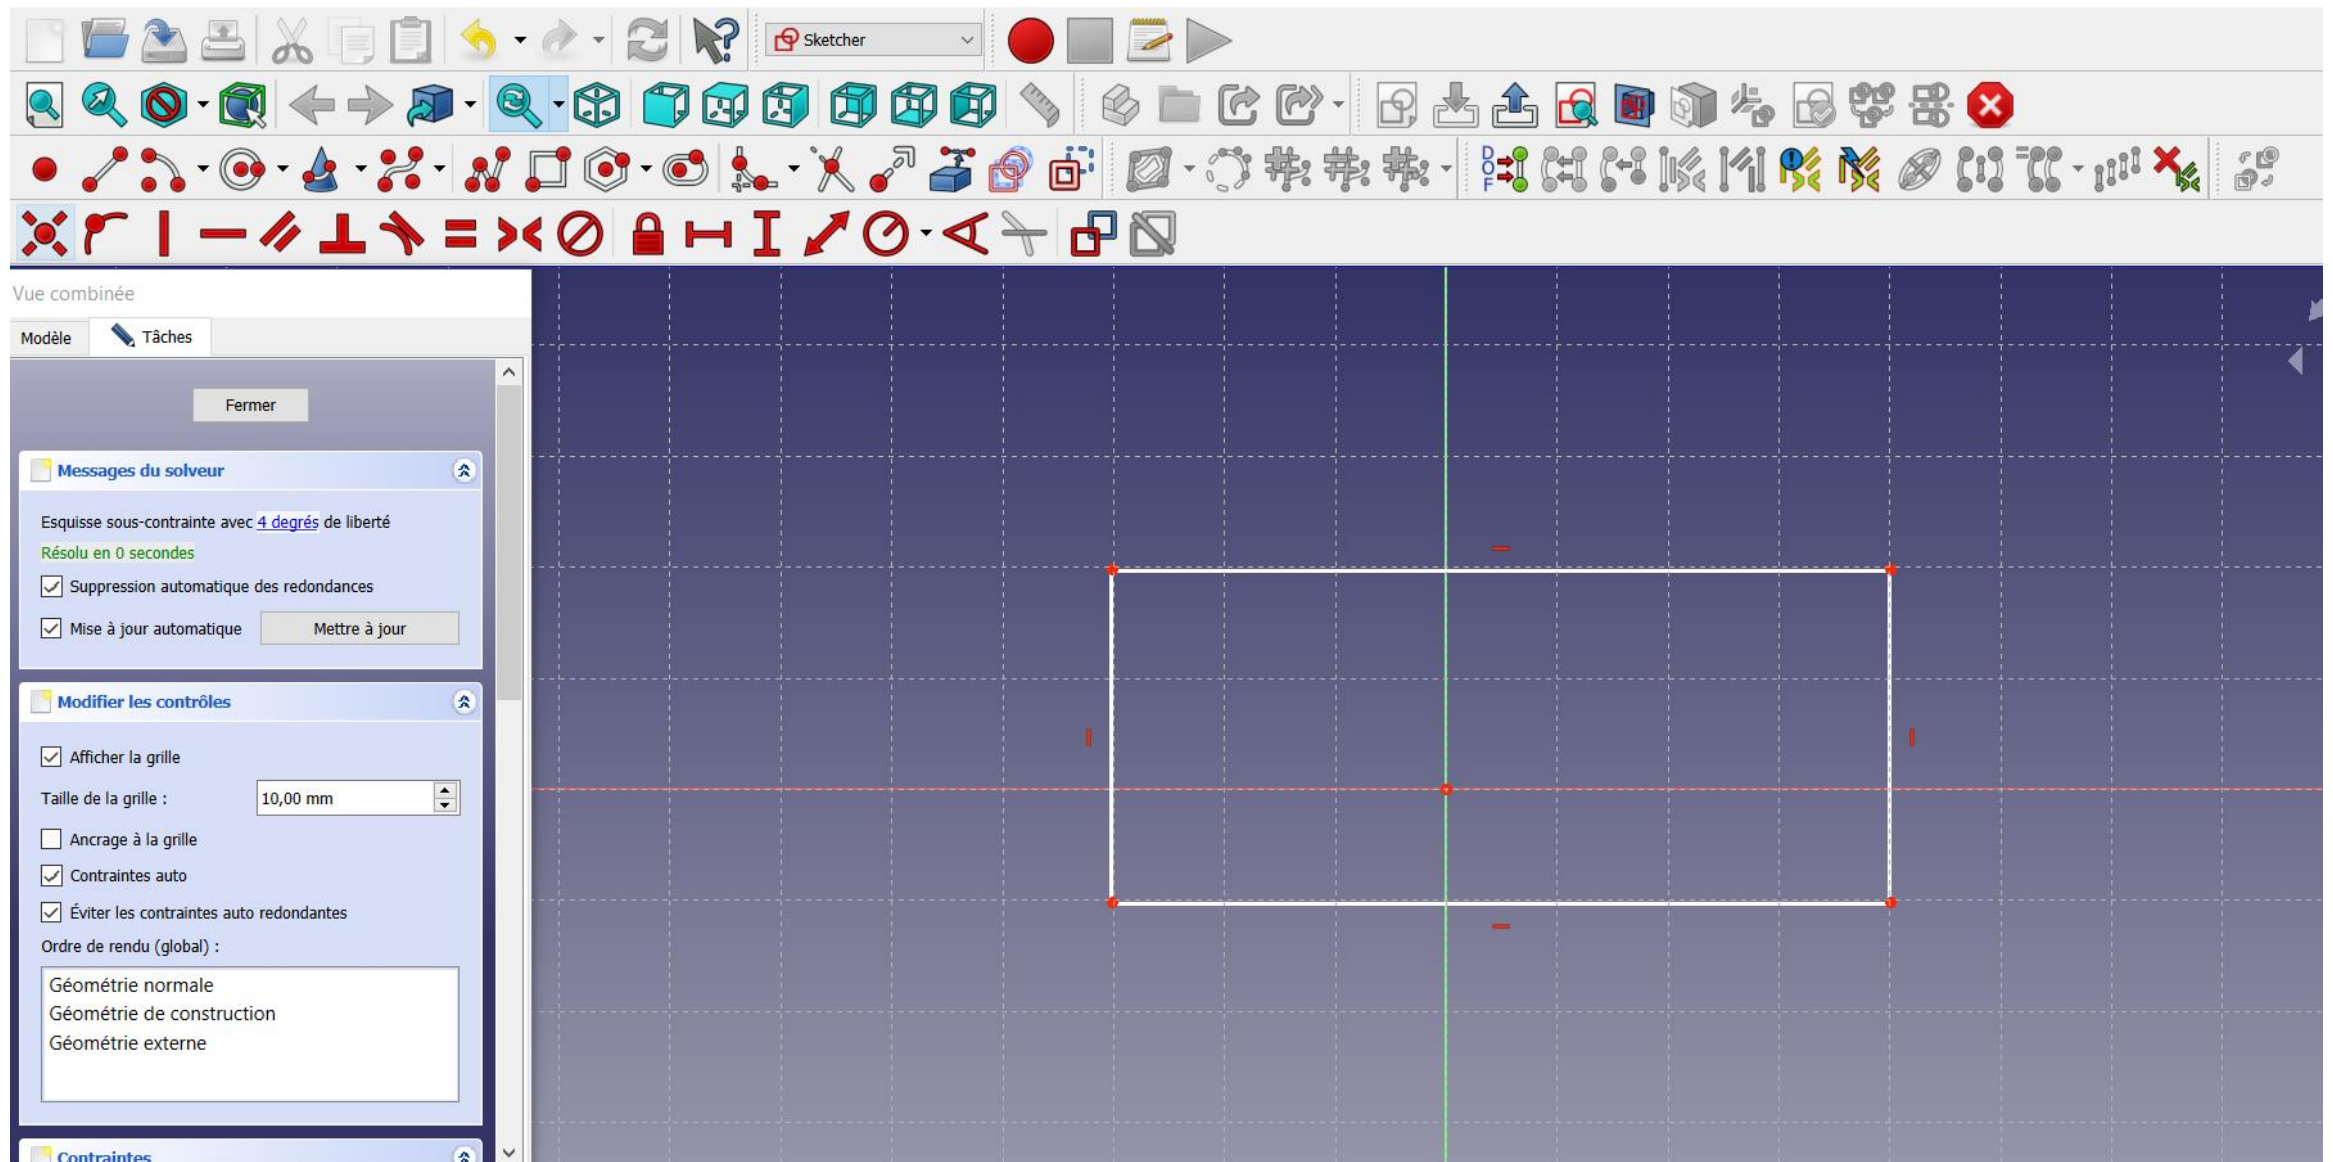 Sketcher
DOF
Vue combinée
Modèle
Tâches
Fermer
Messages du solveur
Esquisse sous-contrainte avec 4 degrés de liberté
Résolu en 0 secondes
Suppression automatique des redondances
Mise à jour automatique
Mettre à jour
Modifier les contrôles
Afficher la grille
Taille de la grille :
10,00 mm
Ancrage à la grille
Contraintes auto
Éviter les contraintes auto redondantes
Ordre de rendu (global) :
Géométrie normale
Géométrie de construction
Géométrie externe
Contraintes